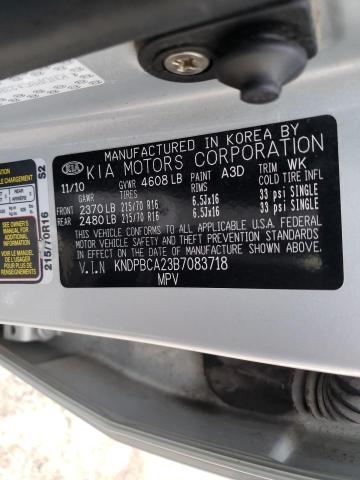 MANUFACTURED IN KOREA BY
KIA KIA MOTORS CORPORATION
11/10 GVWR 4608 LB PAINT A3D TRIM WK
GAWR TIRES RIMS COLD TIRE INFL
FRONT 2370 LB 215/70 R16 6.5Jx16 33 psi SINGLE
REAR 2480 LB 215/70 R16 6.5Jx16 33 psi SINGLE
THIS VEHICLE CONFORMS TO ALL APPLICABLE U.S.A FEDERAL
MOTOR VEHICLE SAFETY AND THEFT PREVENTION STANDARDS
IN EFFECT ON THE DATE OF MANUFACTURE SHOWN ABOVE.
V.I.N KNDPBCA23B7083718
MPV
SEE OWNER'S
215/70R16 S2